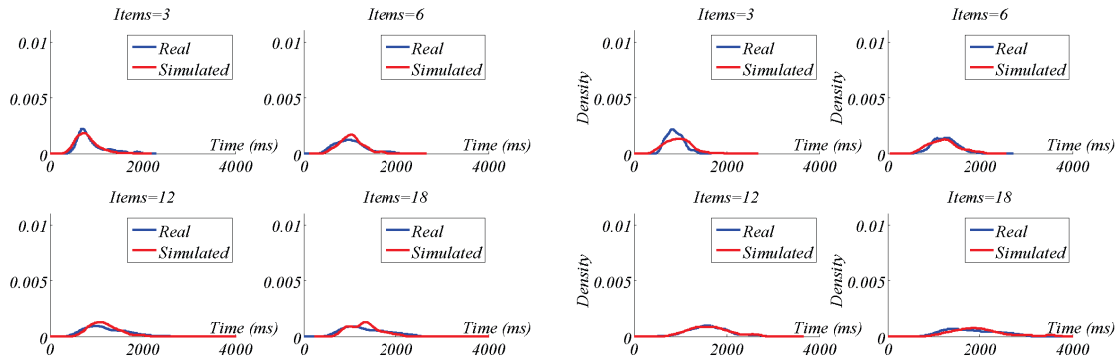 Items=3
0.01
0.005
0
Real
Simulated
Time (ms)
0
2000
4000
Items=6
0.01
0.005
0
Real
Simulated
Time (ms)
0
2000
4000
Items=3
0.01
0.005
0
Density
Real
Simulated
Time (ms)
0
2000
4000
Items=6
0.01
0.005
0
Real
Simulated
Time (ms)
0
2000
4000
Items=12
0.01
0.005
0
Real
Simulated
Time (ms)
0
2000
4000
Items=18
0.01
0.005
0
Real
Simulated
Time (ms)
0
2000
4000
Items=12
0.01
0.005
0
Density
Real
Simulated
Time (ms)
0
2000
4000
Items=18
0.01
0.005
0
Density
Real
Simulated
Time (ms)
0
2000
4000